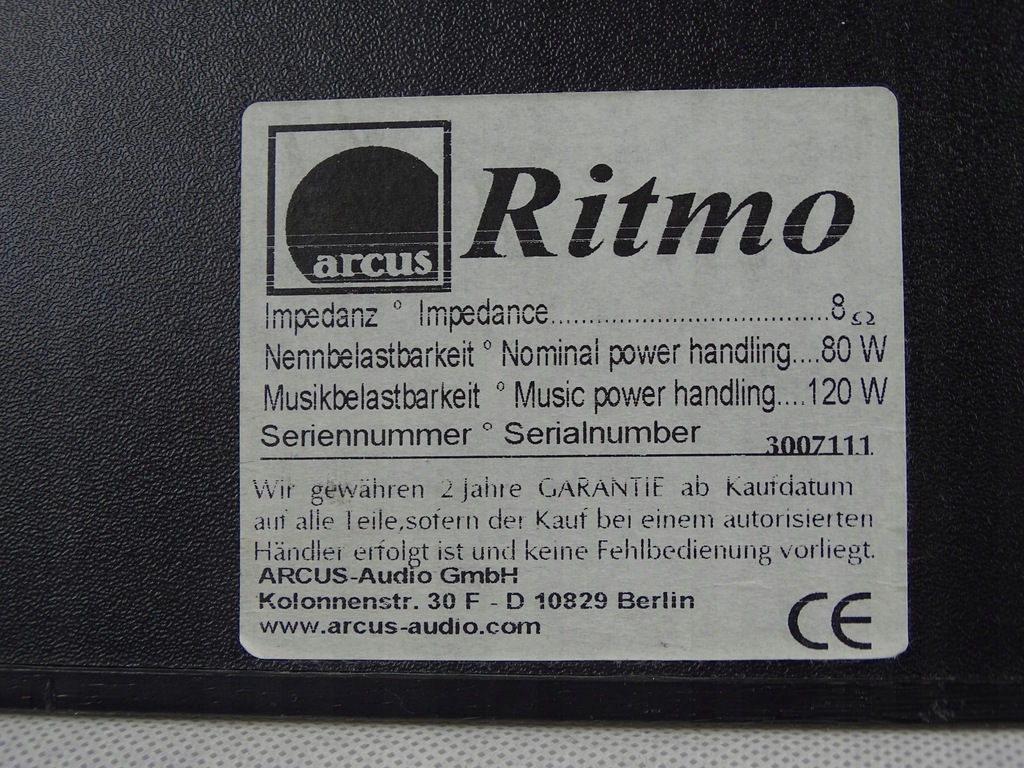 arcus
Ritmo
Impedanz ° Impedance..................................8Ω
Nennbelastbarkeit ° Nominal power handling....80 W
Musikbelastbarkeit ° Music power handling....120 W
Seriennummer ° Serialnumber 3007111
Wir gewähren 2 Jahre GARANTIE ab Kaufdatum
auf alle Teile,sofern der Kauf bei einem autorisierten
Händler erfolgt ist und keine Fehlbedienung vorliegt.
ARCUS-Audio GmbH
Kolonnenstr. 30 F - D 10829 Berlin
www.arcus-audio.com
CE